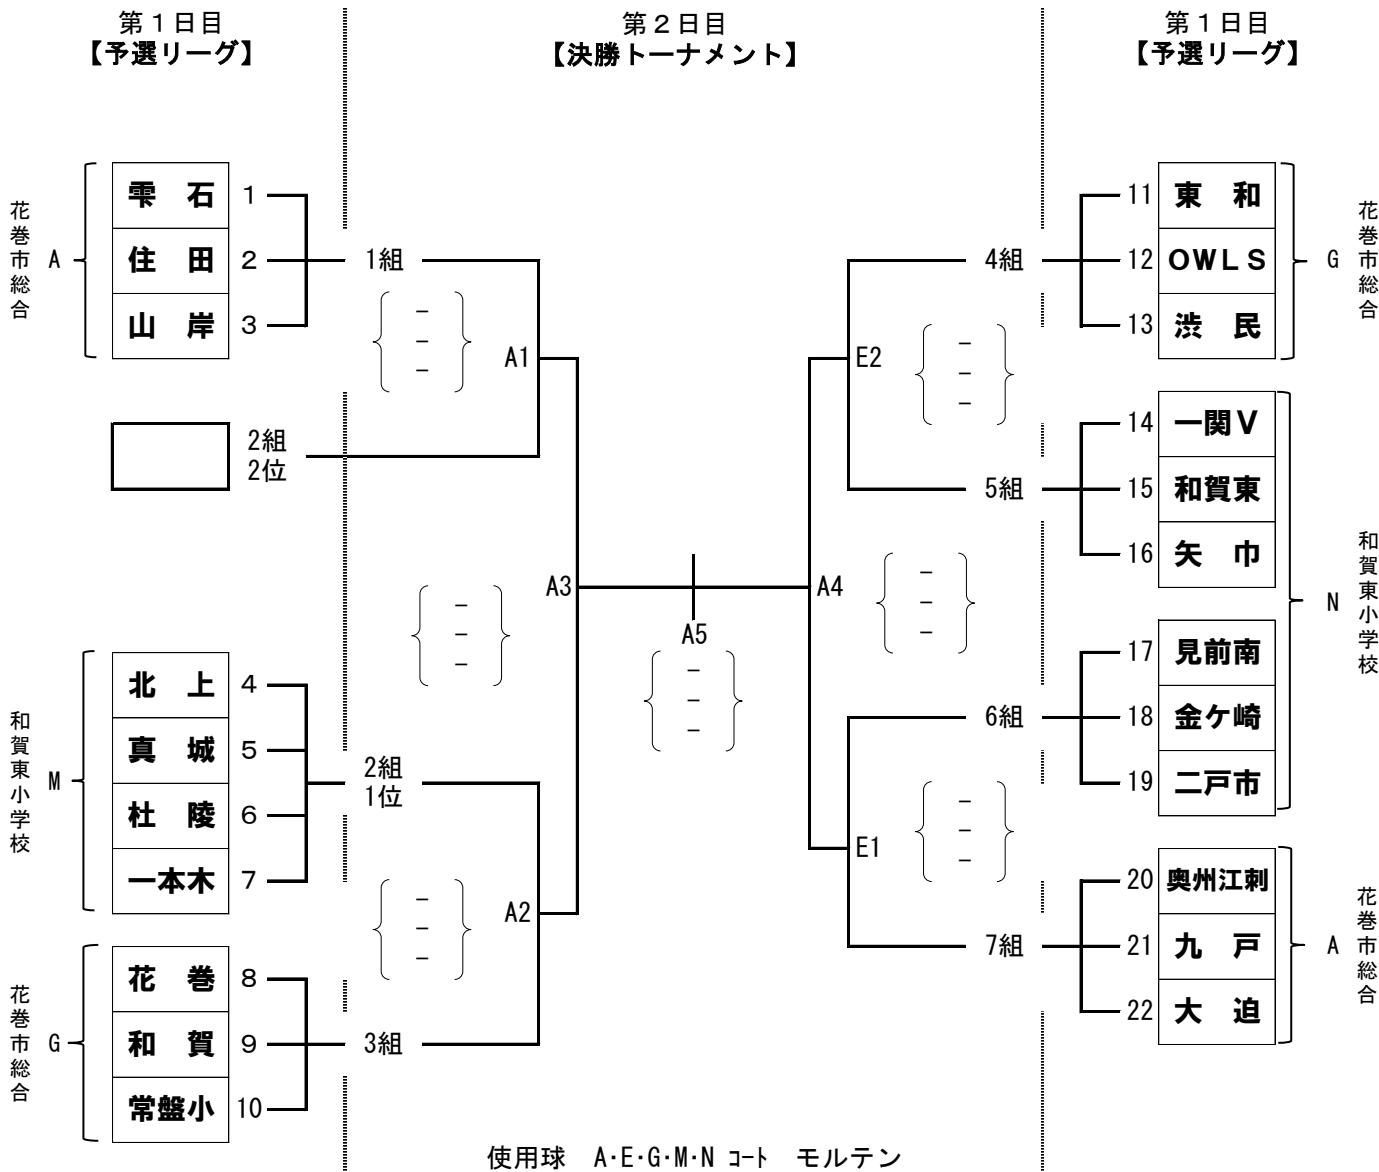 第１日目
【予選リーグ】
第２日目
【決勝トーナメント】
第１日目
【予選リーグ】
花巻市総合
A
雫　石 1
住　田 2
山　岸 3
1組
A1
2組
2位
和賀東小学校
M
北　上 4
真　城 5
杜　陵 6
一本木 7
2組
1位
A2
花巻市総合
G
花　巻 8
和　賀 9
常盤小 10
3組
A3
A5
A4
E2
E1
4組
11 東　和
12 OWLS
13 渋　民
G
花巻市総合
5組
14 一関Ｖ
15 和賀東
16 矢　巾
6組
17 見前南
18 金ケ崎
19 二戸市
N
和賀東小学校
7組
20 奥州江刺
21 九　戸
22 大　迫
A
花巻市総合
使用球　A･E･G･M･N ｺｰﾄ　モルテン